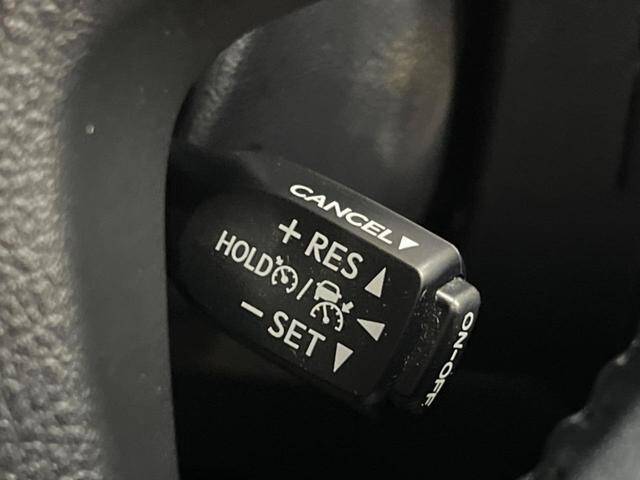 CANCEL▼
+ RES ▲
HOLD / ◀
− SET ▼
ON-OFF